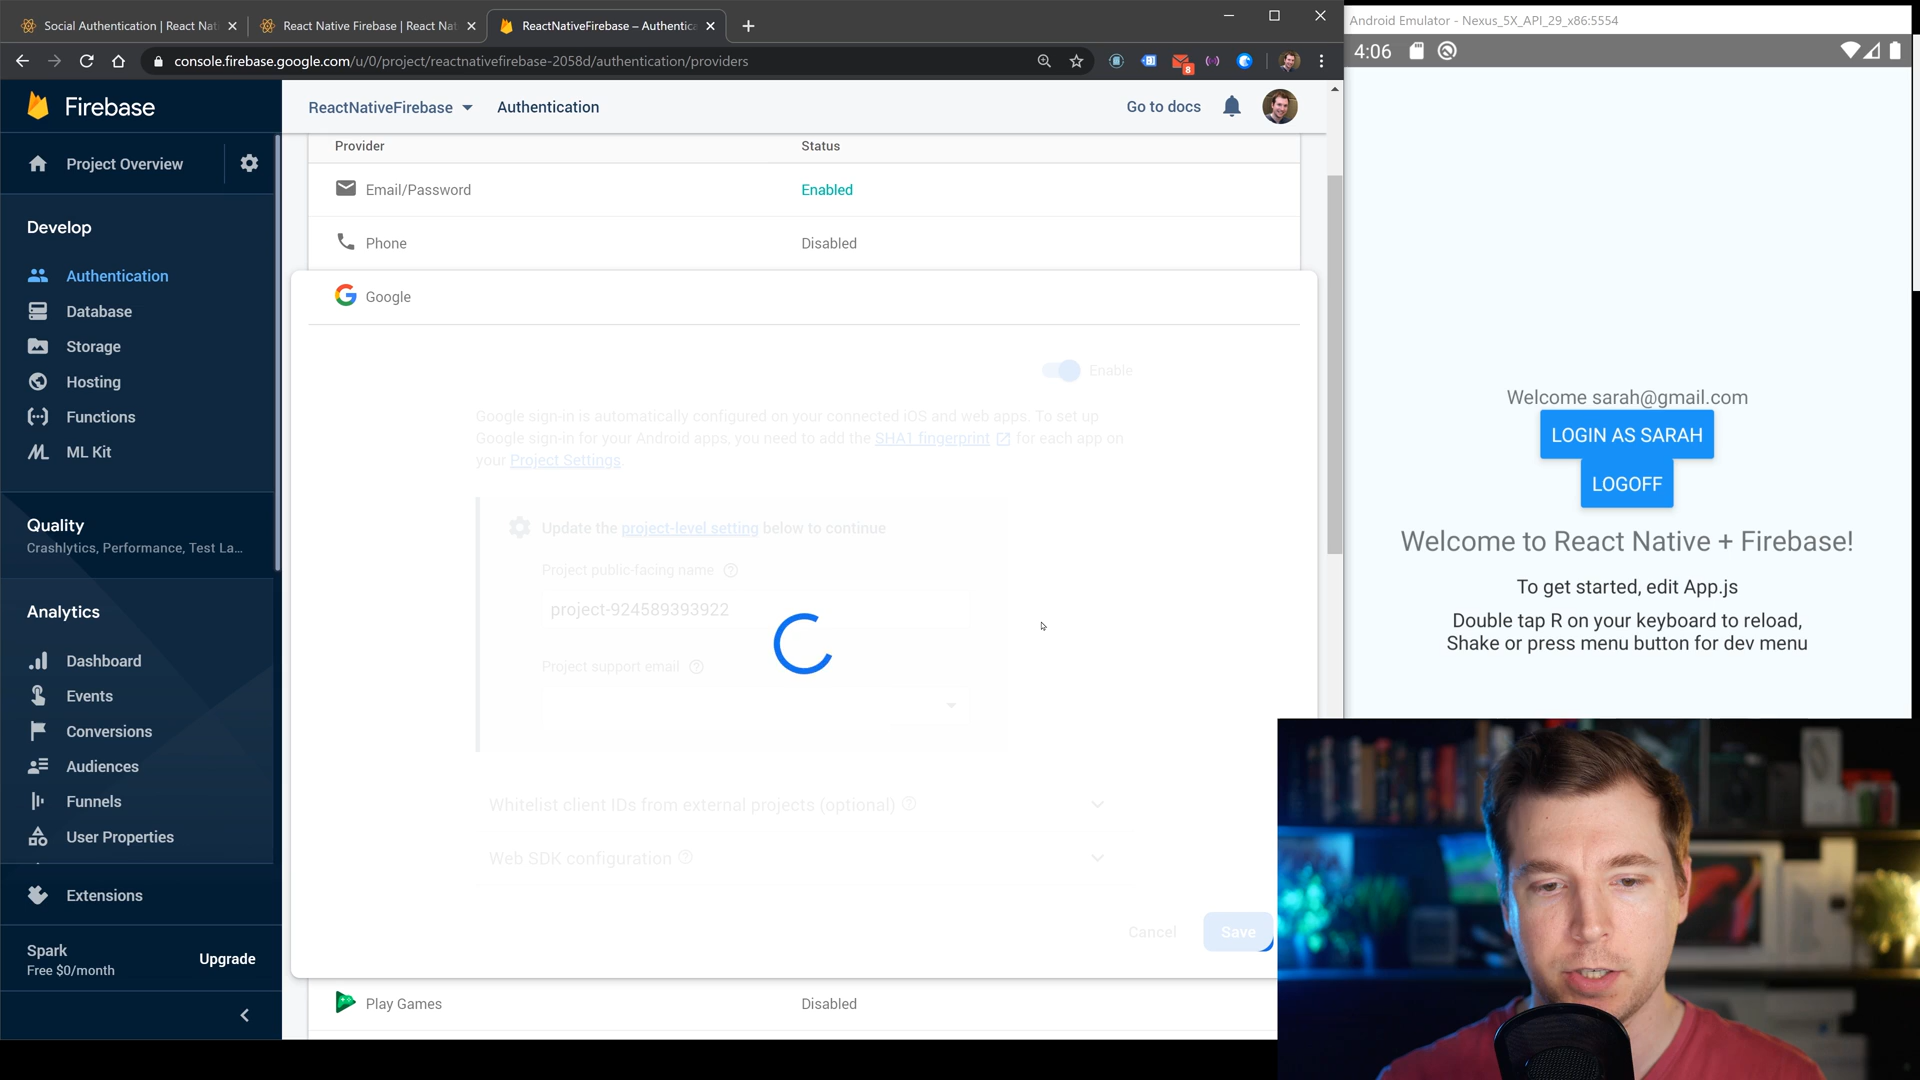 Social Authentication | React Nati
React Native Firebase | React Nat
ReactNativeFirebase – Authentica
console.firebase.google.com/u/0/project/reactnativefirebase-2058d/authentication/providers
8
Android Emulator - Nexus_5X_API_29_x86:5554
4:06
Firebase
Project Overview
Develop
Authentication
Database
Storage
Hosting
Functions
ML Kit
Quality
Crashlytics, Performance, Test La...
Analytics
Dashboard
Events
Conversions
Audiences
Funnels
User Properties
Extensions
Spark
Free $0/month
Upgrade
ReactNativeFirebase
Authentication
Go to docs
Provider
Status
Email/Password
Enabled
Phone
Disabled
Google
Enable
Google sign-in is automatically configured on your connected iOS and web apps. To set up
Google sign-in for your Android apps, you need to add the SHA1 fingerprint for each app on
your Project Settings.
Update the project-level setting below to continue
Project public-facing name
project-924589393922
Project support email
Whitelist client IDs from external projects (optional)
Web SDK configuration
Cancel
Save
Play Games
Disabled
Welcome sarah@gmail.com
LOGIN AS SARAH
LOGOFF
Welcome to React Native + Firebase!
To get started, edit App.js
Double tap R on your keyboard to reload,
Shake or press menu button for dev menu